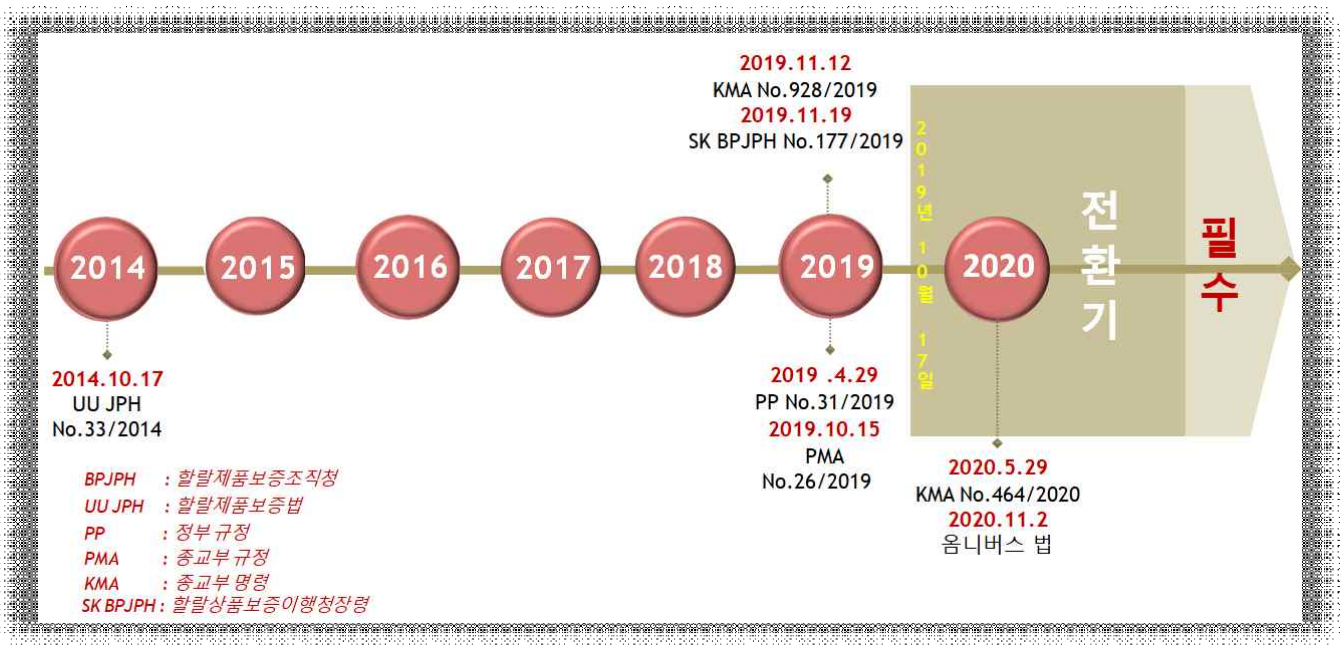 2019.11.12
KMA No.928/2019
2019.11.19
SK BPJPH No.177/2019
2014
2015
2016
2017
2018
2019
2019년 10월 17일
2020
전환기
필수
2014.10.17
UU JPH
No.33/2014
2019 .4.29
PP No.31/2019
2019.10.15
PMA
No.26/2019
2020.5.29
KMA No.464/2020
2020.11.2
옴니버스 법
BPJPH : 할랄제품보증조직청
UU JPH : 할랄제품보증법
PP : 정부 규정
PMA : 종교부 규정
KMA : 종교부 명령
SK BPJPH : 할랄상품보증이행청장령